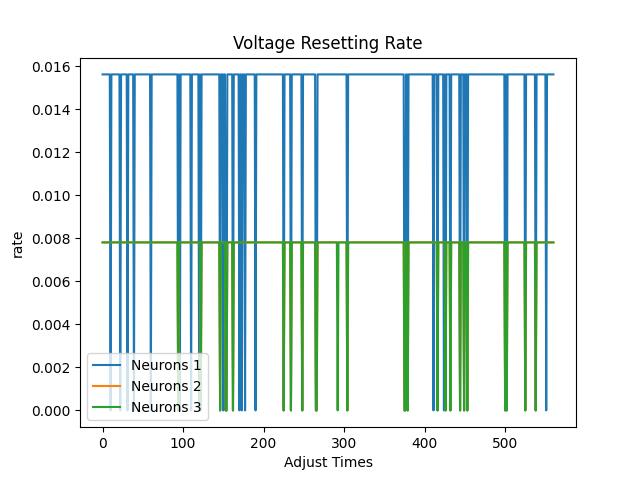 Voltage Resetting Rate
0.016
0.014
0.012
0.010
0.008
0.006
0.004
0.002
0.000
rate
Neurons 1
Neurons 2
Neurons 3
0 100 200 300 400 500
Adjust Times